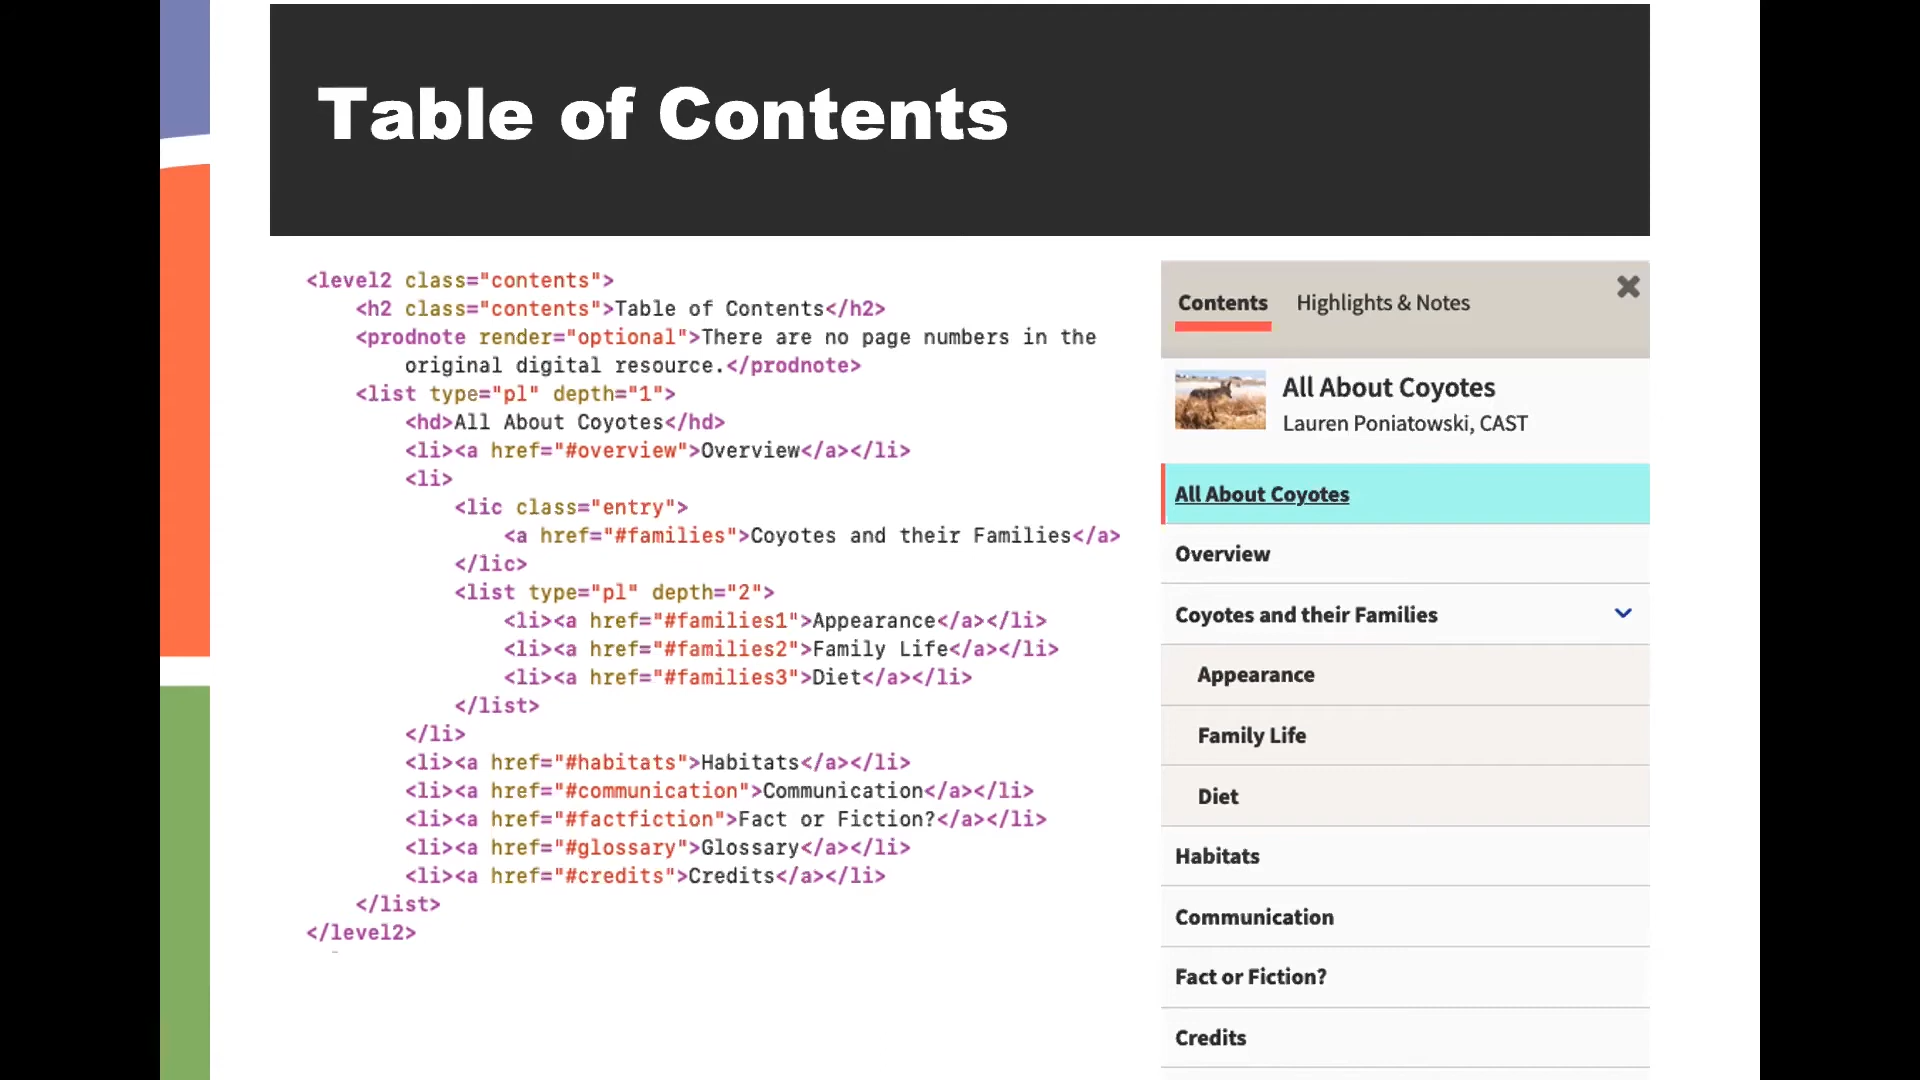 Table of Contents
<level2 class="contents">
<h2 class="contents">Table of Contents</h2>
<prodnote render="optional">There are no page numbers in the
original digital resource.</prodnote>
<list type="pl" depth="1">
<hd>All About Coyotes</hd>
<li><a href="#overview">Overview</a></li>
<li>
<lic class="entry">
<a href="#families">Coyotes and their Families</a>
</lic>
<list type="pl" depth="2">
<li><a href="#families1">Appearance</a></li>
<li><a href="#families2">Family Life</a></li>
<li><a href="#families3">Diet</a></li>
</list>
</li>
<li><a href="#habitats">Habitats</a></li>
<li><a href="#communication">Communication</a></li>
<li><a href="#factfiction">Fact or Fiction?</a></li>
<li><a href="#glossary">Glossary</a></li>
<li><a href="#credits">Credits</a></li>
</list>
</level2>
Contents Highlights & Notes
All About Coyotes
Lauren Poniatowski, CAST
All About Coyotes
Overview
Coyotes and their Families
Appearance
Family Life
Diet
Habitats
Communication
Fact or Fiction?
Credits